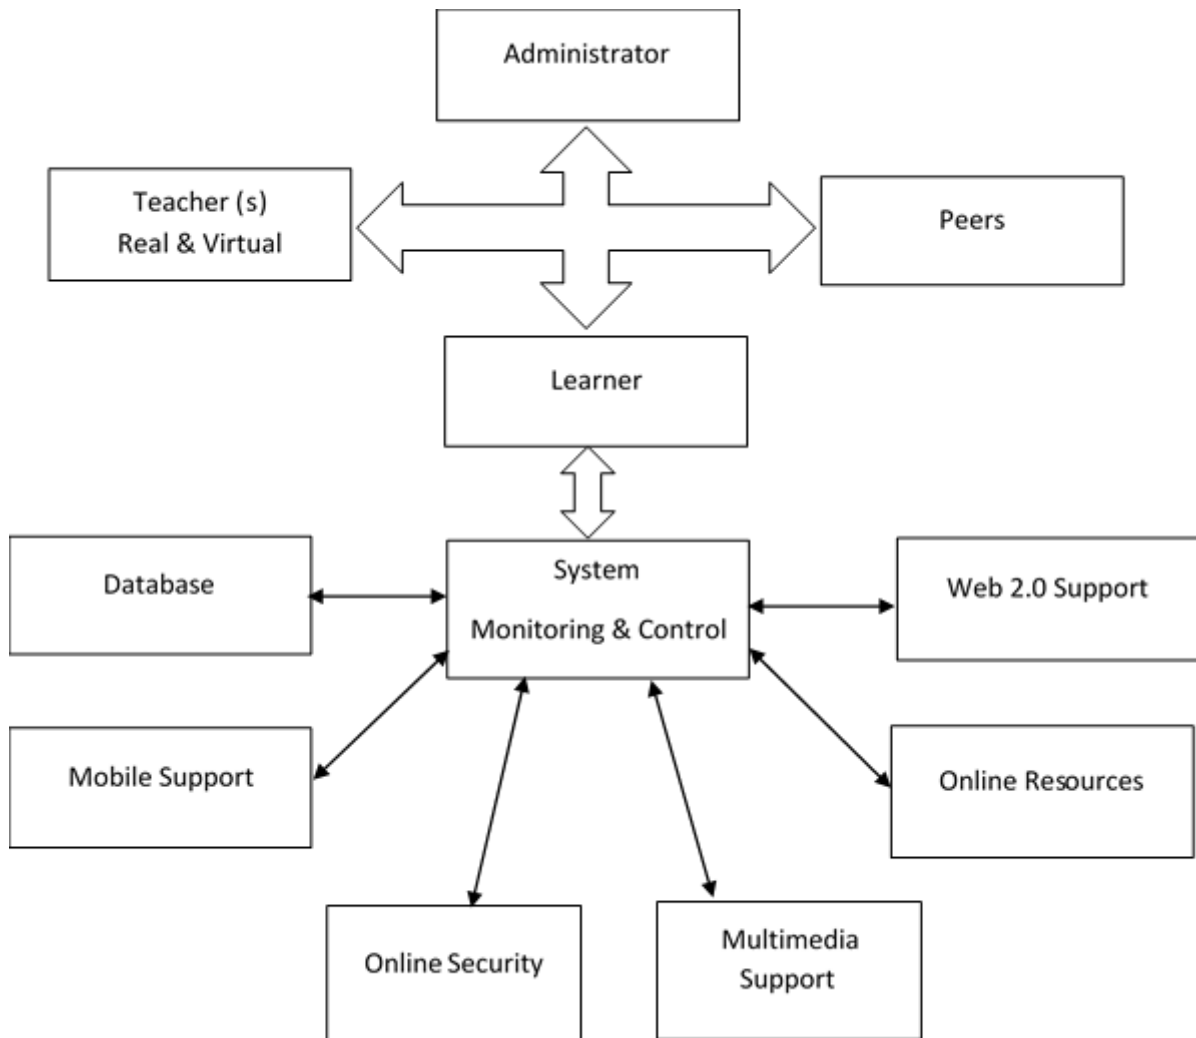 Administrator
Teacher (s)
Real & Virtual
Peers
Learner
Database
System
Monitoring & Control
Web 2.0 Support
Mobile Support
Online Resources
Online Security
Multimedia
Support